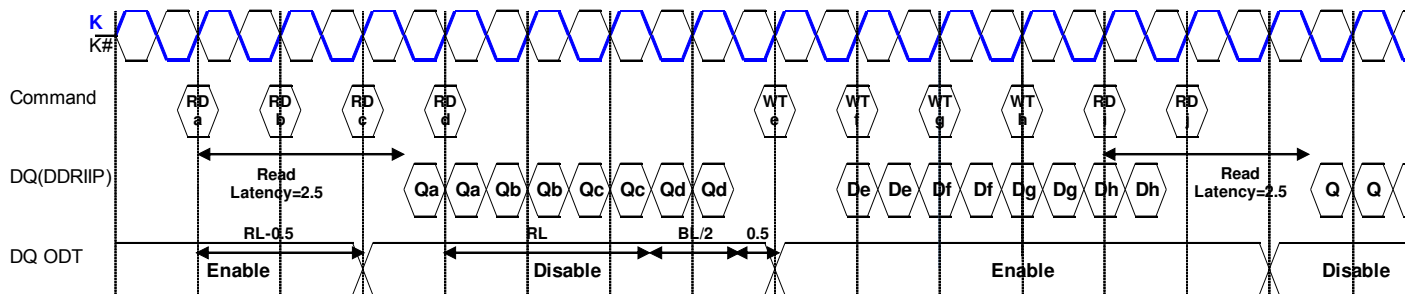 K
K#
Command
RD a
RD b
RD c
RD d
WT e
WT f
WT g
WT h
RD i
RD j
DQ(DDRIIP)
Read
Latency=2.5
Qa Qa Qb Qb Qc Qc Qd Qd
De De Df Df Dg Dg Dh Dh
Read
Latency=2.5
Q Q
DQ ODT
RL-0.5
RL
BL/2
0.5
Enable
Disable
Enable
Disable